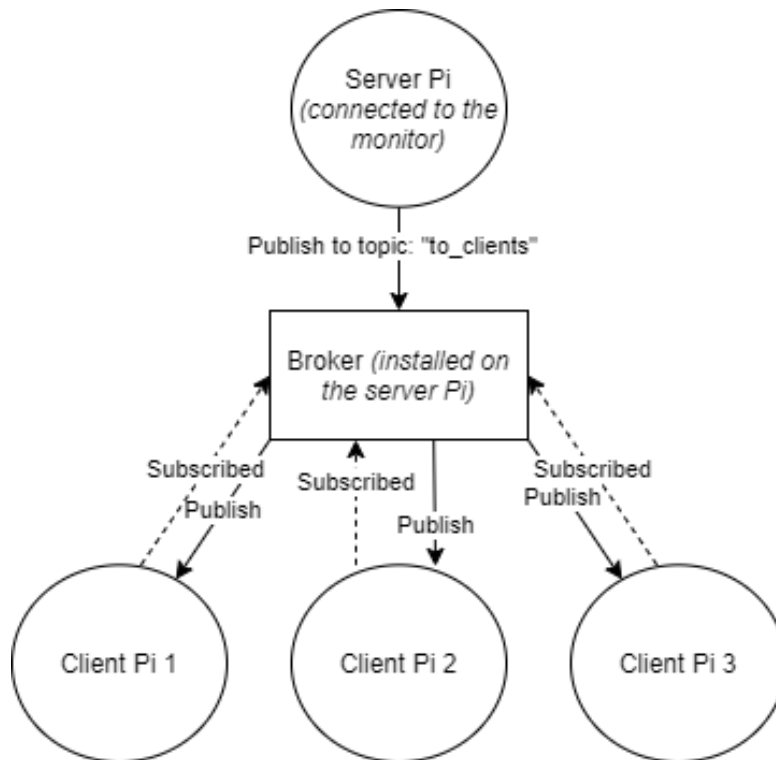 Server Pi
(connected to the
monitor)
Publish to topic: "to_clients"
Broker (installed on
the server Pi)
Subscribed
Publish
Subscribed
Publish
Subscribed
Publish
Client Pi 1
Client Pi 2
Client Pi 3